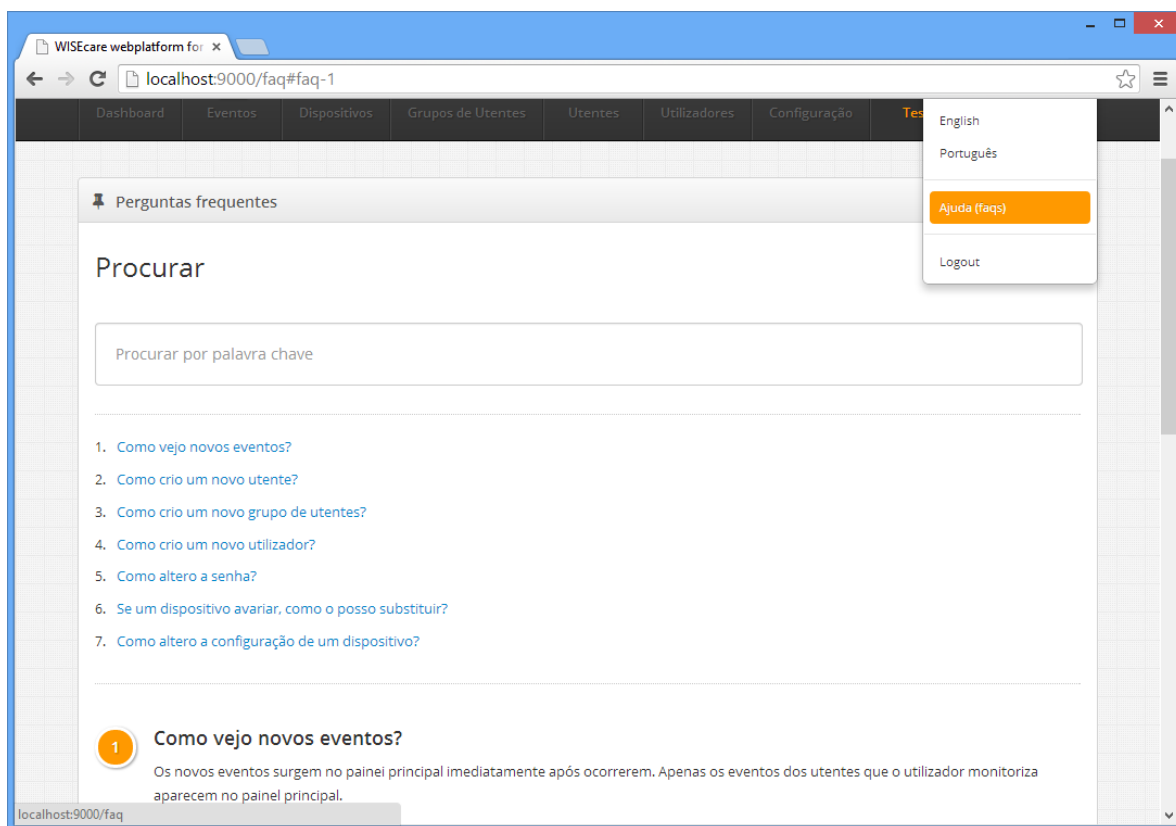 WISEcare webplatform for
localhost:9000/faq#faq-1
Dashboard Eventos Dispositivos Grupos de Utentes Utentes Utilizadores Configuração Tes
English
Português
Ajuda (faqs)
Logout
Perguntas frequentes
Procurar
Procurar por palavra chave
1. Como vejo novos eventos?
2. Como crio um novo utente?
3. Como crio um novo grupo de utentes?
4. Como crio um novo utilizador?
5. Como altero a senha?
6. Se um dispositivo avariar, como o posso substituir?
7. Como altero a configuração de um dispositivo?
1 Como vejo novos eventos?
Os novos eventos surgem no painei principal imediatamente após ocorrerem. Apenas os eventos dos utentes que o utilizador monitoriza
aparecem no painel principal.
localhost:9000/faq